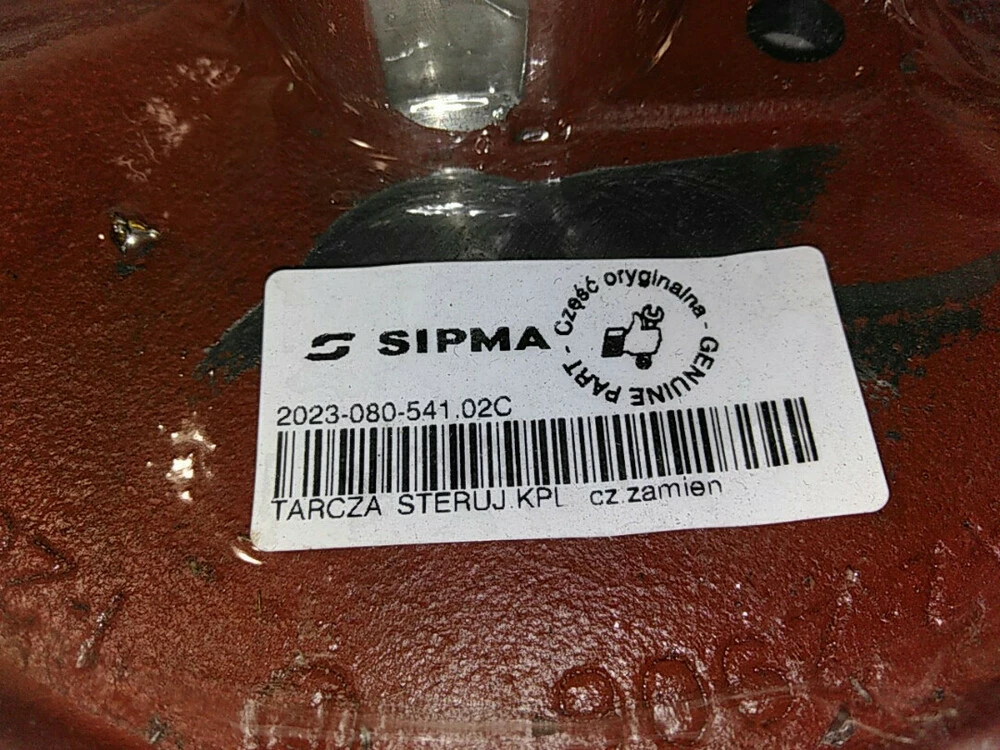 SIPMA
Część oryginalna - GENUINE PART -
2023-080-541.02C
TARCZA STERUJ.KPL cz.zamien